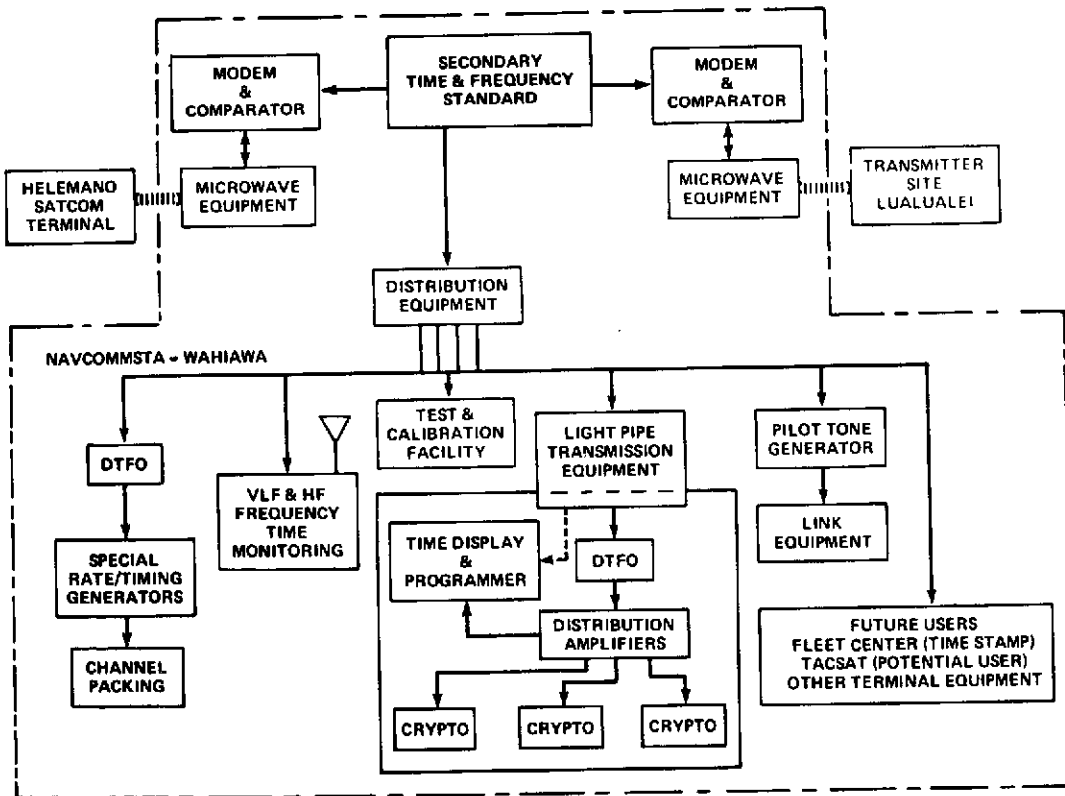 SECONDARY
TIME & FREQUENCY
STANDARD
MODEM
&
COMPARATOR
MODEM
&
COMPARATOR
HELEMANO
SATCOM
TERMINAL
MICROWAVE
EQUIPMENT
MICROWAVE
EQUIPMENT
TRANSMITTER
SITE
LUALUALEI
DISTRIBUTION
EQUIPMENT
NAVCOMMSTA - WAHIAWA
DTFO
SPECIAL
RATE/TIMING
GENERATORS
CHANNEL
PACKING
VLF & HF
FREQUENCY
TIME
MONITORING
TEST &
CALIBRATION
FACILITY
LIGHT PIPE
TRANSMISSION
EQUIPMENT
TIME DISPLAY
&
PROGRAMMER
DTFO
DISTRIBUTION
AMPLIFIERS
CRYPTO
CRYPTO
CRYPTO
PILOT TONE
GENERATOR
LINK
EQUIPMENT
FUTURE USERS
FLEET CENTER (TIME STAMP)
TACSAT (POTENTIAL USER)
OTHER TERMINAL EQUIPMENT